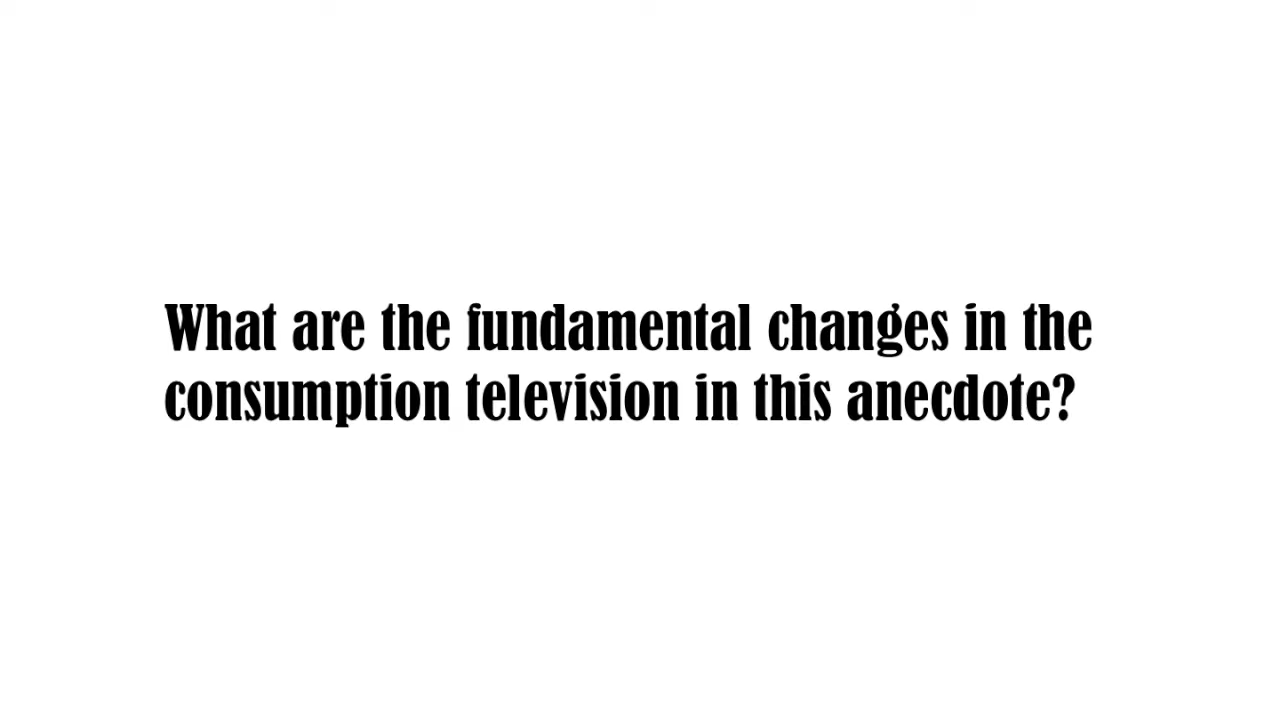 What are the fundamental changes in the
consumption television in this anecdote?